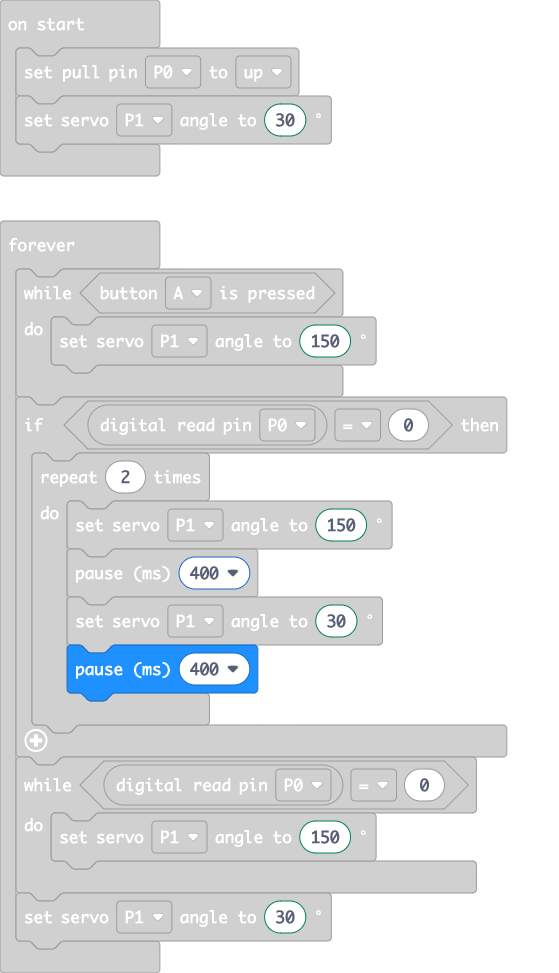 on start
set pull pin P0 to up
set servo P1 angle to 30 °
forever
while button A is pressed
do set servo P1 angle to 150 °
if digital read pin P0 = 0 then
repeat 2 times
do set servo P1 angle to 150 °
pause (ms) 400
set servo P1 angle to 30 °
pause (ms) 400
while digital read pin P0 = 0
do set servo P1 angle to 150 °
set servo P1 angle to 30 °